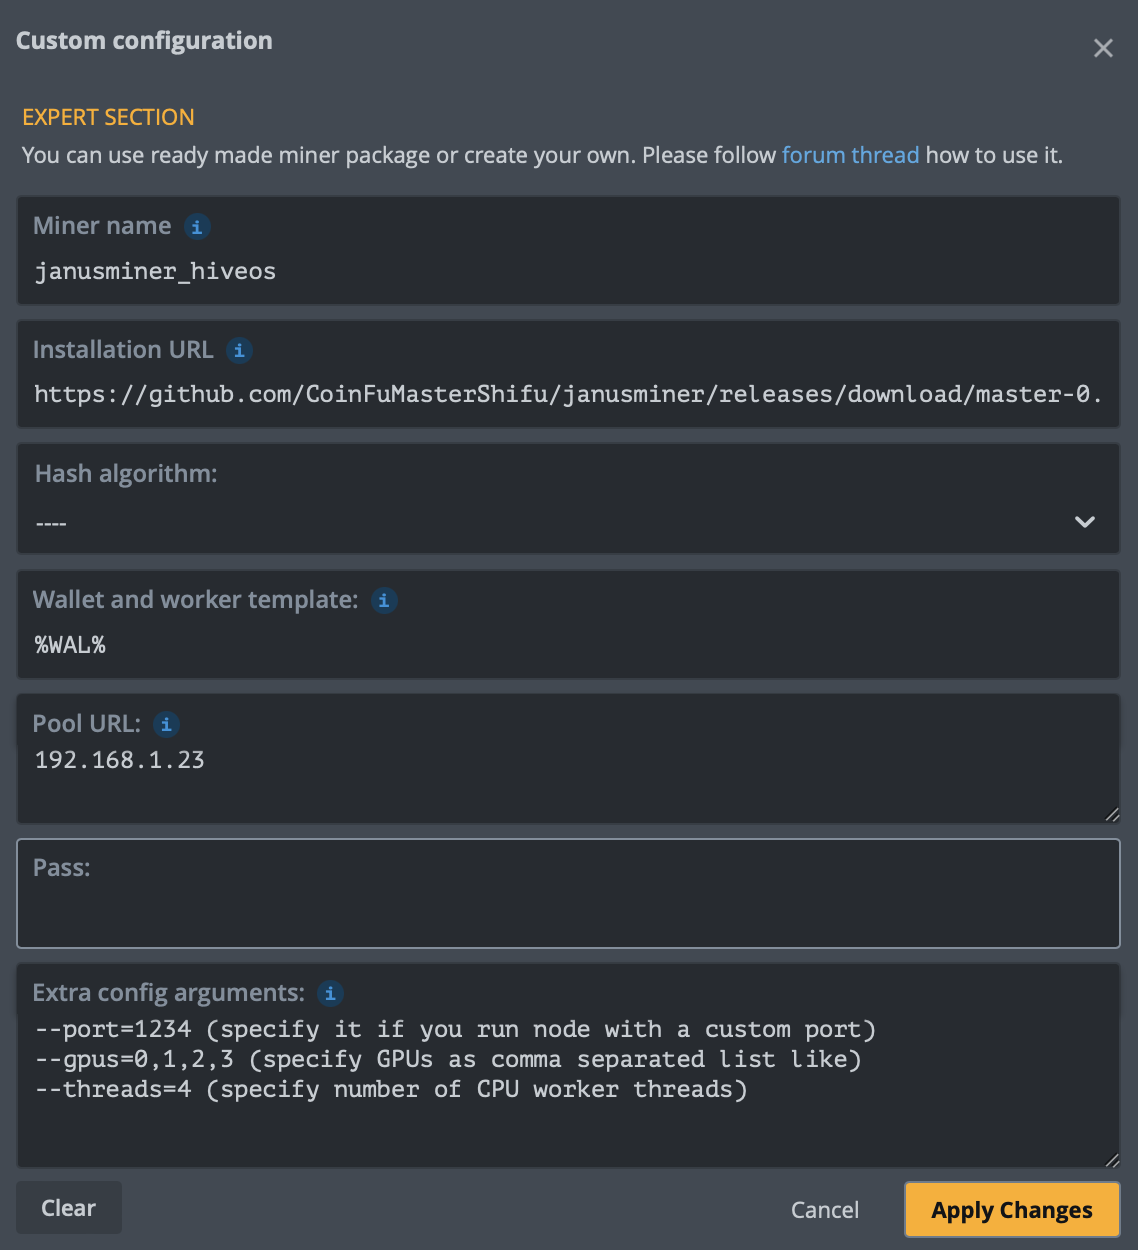 Custom configuration
EXPERT SECTION
You can use ready made miner package or create your own. Please follow forum thread how to use it.
Miner name
janusminer_hiveos
Installation URL
https://github.com/CoinFuMasterShifu/janusminer/releases/download/master-0.
Hash algorithm:
----
Wallet and worker template:
%WAL%
Pool URL:
192.168.1.23
Pass:
Extra config arguments:
--port=1234 (specify it if you run node with a custom port)
--gpus=0,1,2,3 (specify GPUs as comma separated list like)
--threads=4 (specify number of CPU worker threads)
Clear
Cancel
Apply Changes